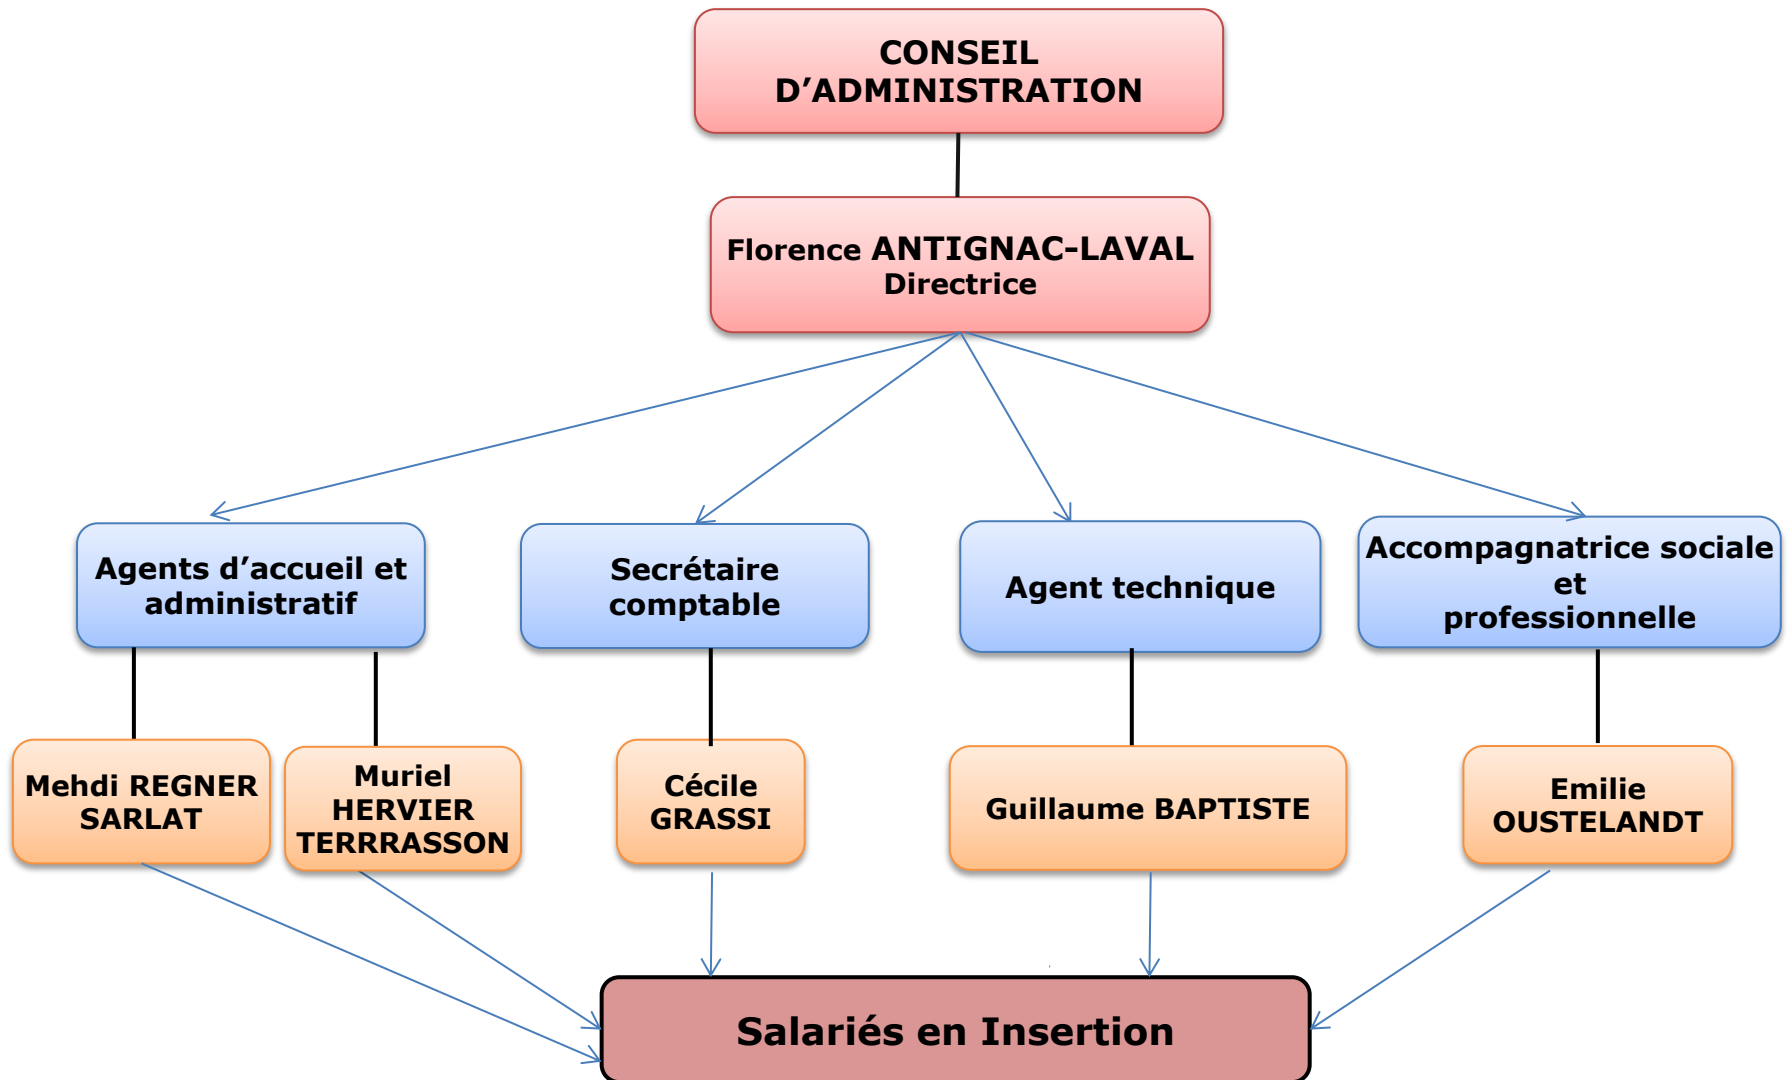 CONSEIL
D’ADMINISTRATION
Florence ANTIGNAC-LAVAL
Directrice
Agents d’accueil et
administratif
Secrétaire
comptable
Agent technique
Accompagnatrice sociale
et
professionnelle
Mehdi REGNER
SARLAT
Muriel
HERVIER
TERRRASSON
Cécile
GRASSI
Guillaume BAPTISTE
Emilie
OUSTELANDT
Salariés en Insertion